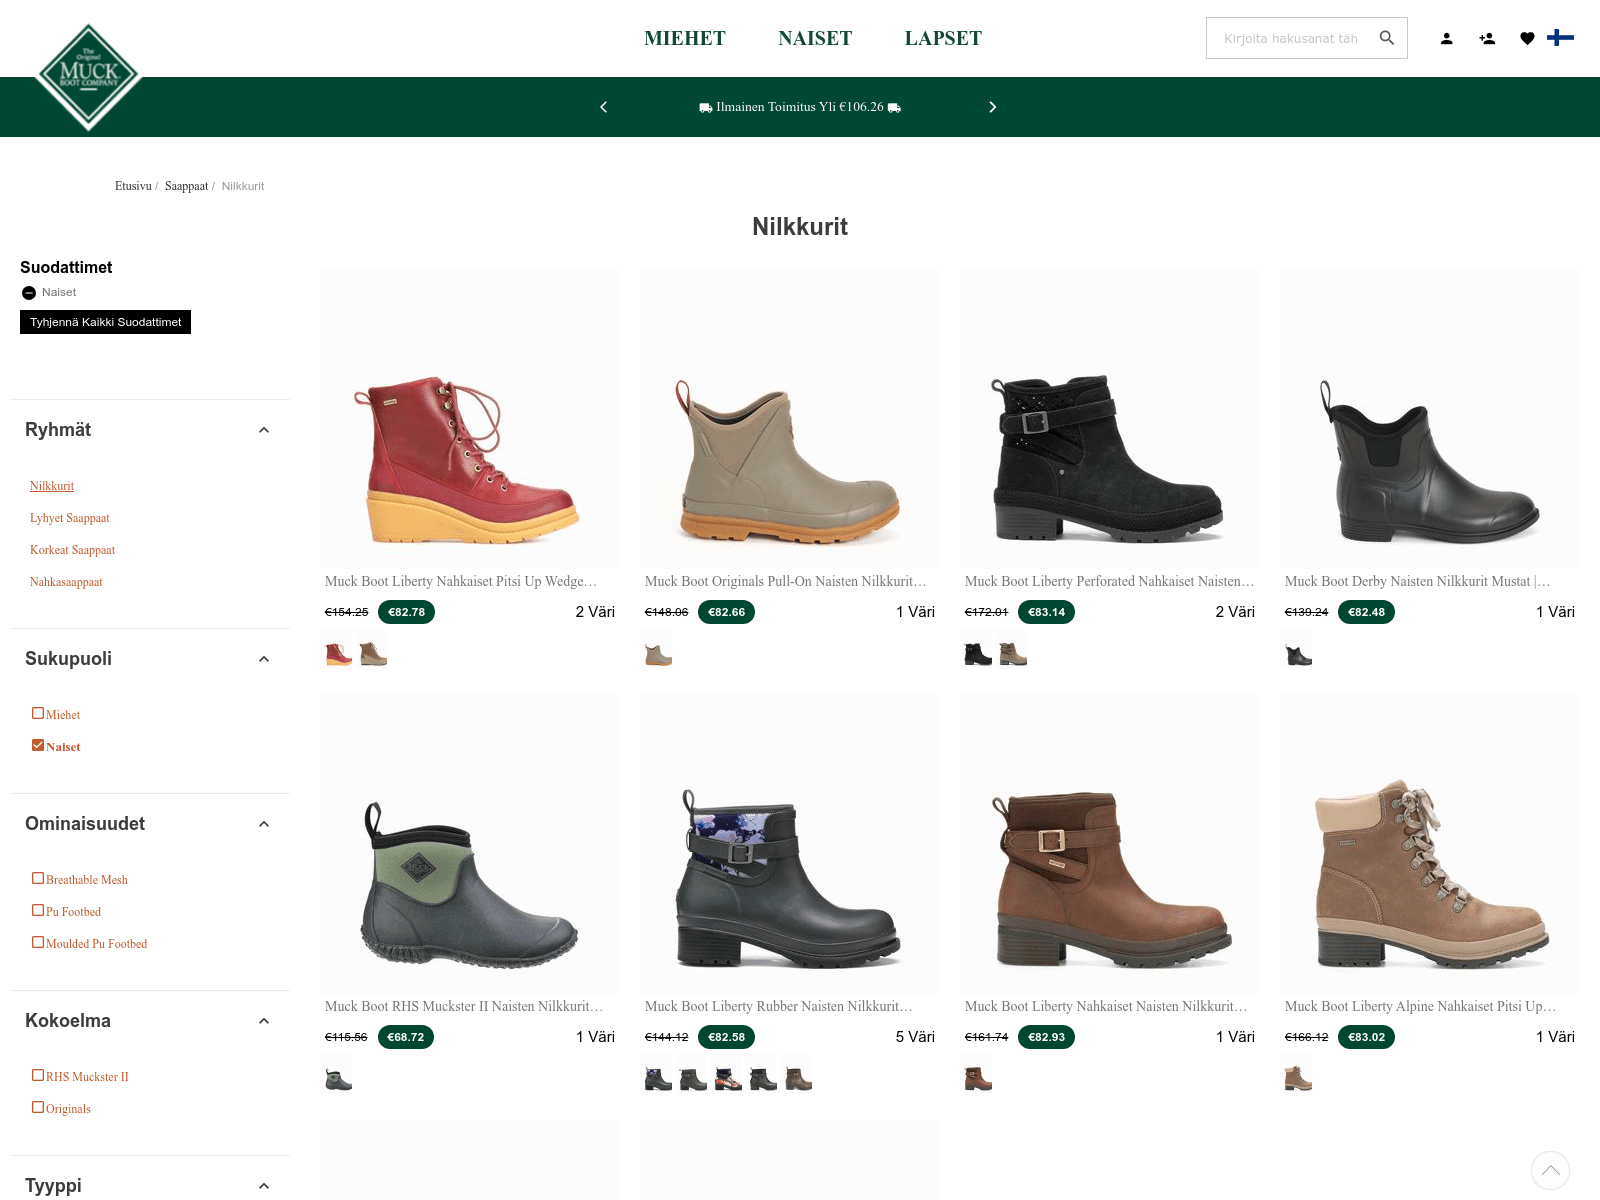 The
Original
MUCK
BOOT COMPANY
MIEHET
NAISET
LAPSET
Kirjoita hakusanat täh
Ilmainen Toimitus Yli €106.26
Etusivu / Saappaat / Nilkkurit
Nilkkurit
Suodattimet
Naiset
Tyhjennä Kaikki Suodattimet
Ryhmät
Nilkkurit
Lyhyet Saappaat
Korkeat Saappaat
Nahkasaappaat
Sukupuoli
Miehet
Naiset
Ominaisuudet
Breathable Mesh
Pu Footbed
Moulded Pu Footbed
Kokoelma
RHS Muckster II
Originals
Tyyppi
Muck Boot Liberty Nahkaiset Pitsi Up Wedge…
€154.25 €82.78 2 Väri
Muck Boot Originals Pull-On Naisten Nilkkurit…
€148.06 €82.66 1 Väri
Muck Boot Liberty Perforated Nahkaiset Naisten…
€172.01 €83.14 2 Väri
Muck Boot Derby Naisten Nilkkurit Mustat |…
€139.24 €82.48 1 Väri
Muck Boot RHS Muckster II Naisten Nilkkurit…
€115.56 €68.72 1 Väri
Muck Boot Liberty Rubber Naisten Nilkkurit…
€144.12 €82.58 5 Väri
Muck Boot Liberty Nahkaiset Naisten Nilkkurit…
€161.74 €82.93 1 Väri
Muck Boot Liberty Alpine Nahkaiset Pitsi Up…
€166.12 €83.02 1 Väri